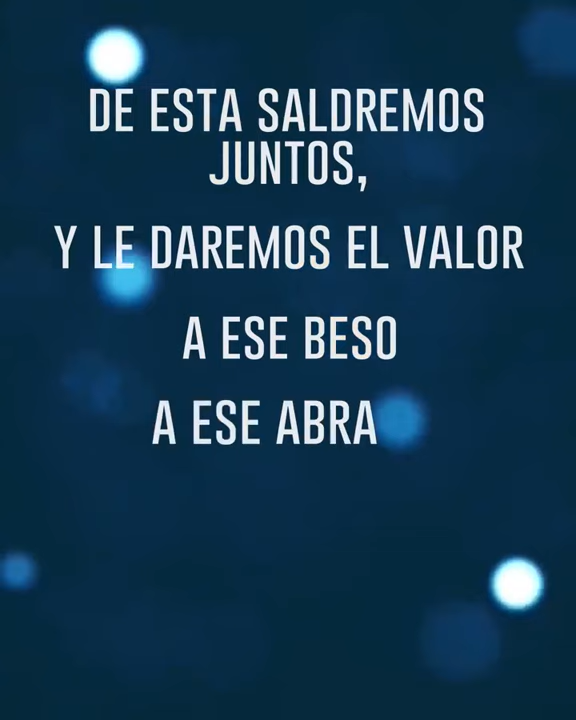 DE ESTA SALDREMOS
JUNTOS,
Y LE DAREMOS EL VALOR
A ESE BESO
A ESE ABRA